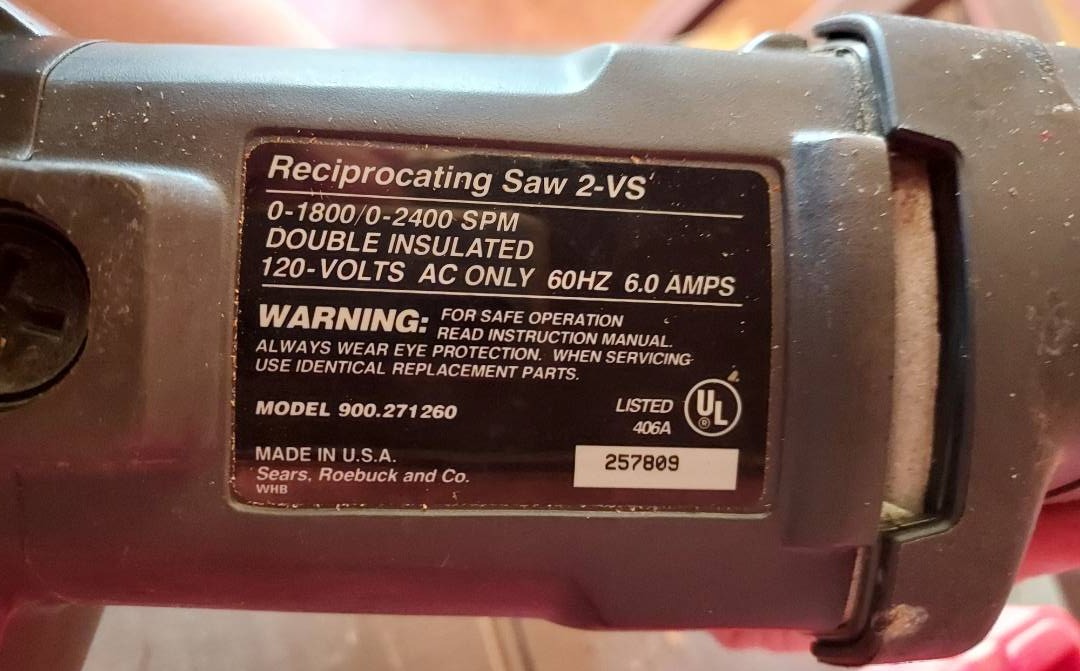 Reciprocating Saw 2-VS
0-1800/0-2400 SPM
DOUBLE INSULATED
120-VOLTS AC ONLY 60HZ 6.0 AMPS
WARNING: FOR SAFE OPERATION
READ INSTRUCTION MANUAL.
ALWAYS WEAR EYE PROTECTION. WHEN SERVICING
USE IDENTICAL REPLACEMENT PARTS.
MODEL 900.271260
LISTED
406A
UL
®
MADE IN U.S.A.
Sears, Roebuck and Co.
WHB
257809